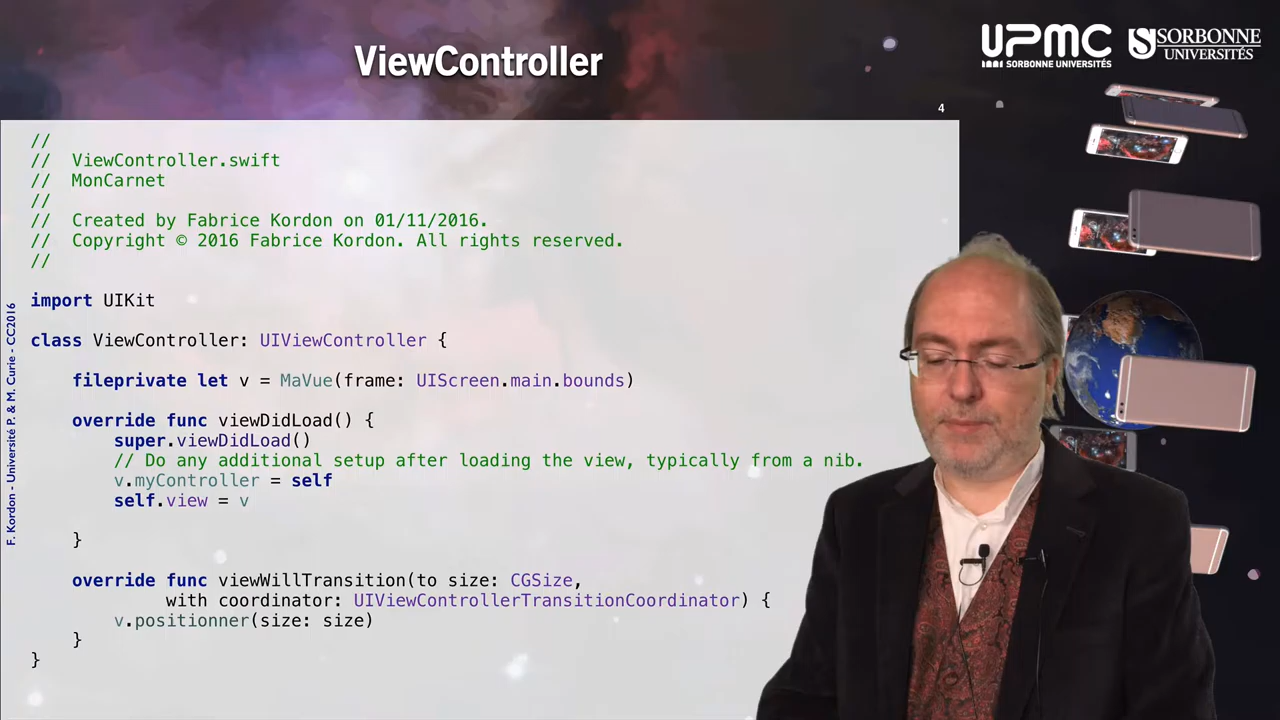 ViewController
UPMC
SORBONNE UNIVERSITÉS
SORBONNE
UNIVERSITÉS
4
//
//  ViewController.swift
//  MonCarnet
//
//  Created by Fabrice Kordon on 01/11/2016.
//  Copyright © 2016 Fabrice Kordon. All rights reserved.
//
import UIKit
class ViewController: UIViewController {
    fileprivate let v = MaVue(frame: UIScreen.main.bounds)
    override func viewDidLoad() {
        super.viewDidLoad()
        // Do any additional setup after loading the view, typically from a nib.
        v.myController = self
        self.view = v
    }
    override func viewWillTransition(to size: CGSize,
             with coordinator: UIViewControllerTransitionCoordinator) {
        v.positionner(size: size)
    }
}
F. Kordon - Université P. & M. Curie - CC2016